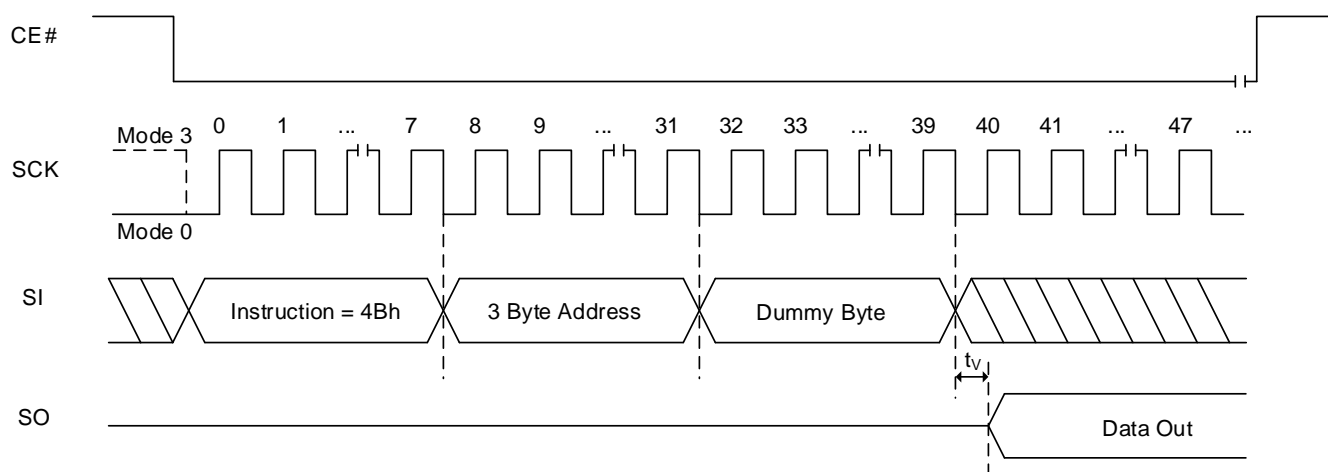 CE#
Mode 3
0 1 ... 7 8 9 ... 31 32 33 ... 39 40 41 ... 47 ...
SCK
Mode 0
SI
Instruction = 4Bh
3 Byte Address
Dummy Byte
tV
SO
Data Out